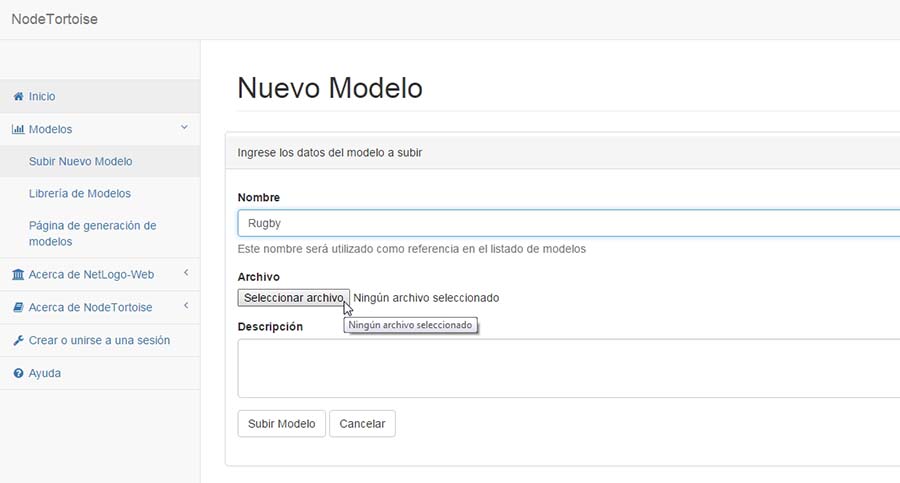 NodeTortoise
Inicio
Modelos
Subir Nuevo Modelo
Librería de Modelos
Página de generación de
modelos
Acerca de NetLogo-Web
Acerca de NodeTortoise
Crear o unirse a una sesión
Ayuda
Nuevo Modelo
Ingrese los datos del modelo a subir
Nombre
Rugby
Este nombre será utilizado como referencia en el listado de modelos
Archivo
Seleccionar archivo Ningún archivo seleccionado
Ningún archivo seleccionado
Descripción
Subir Modelo Cancelar